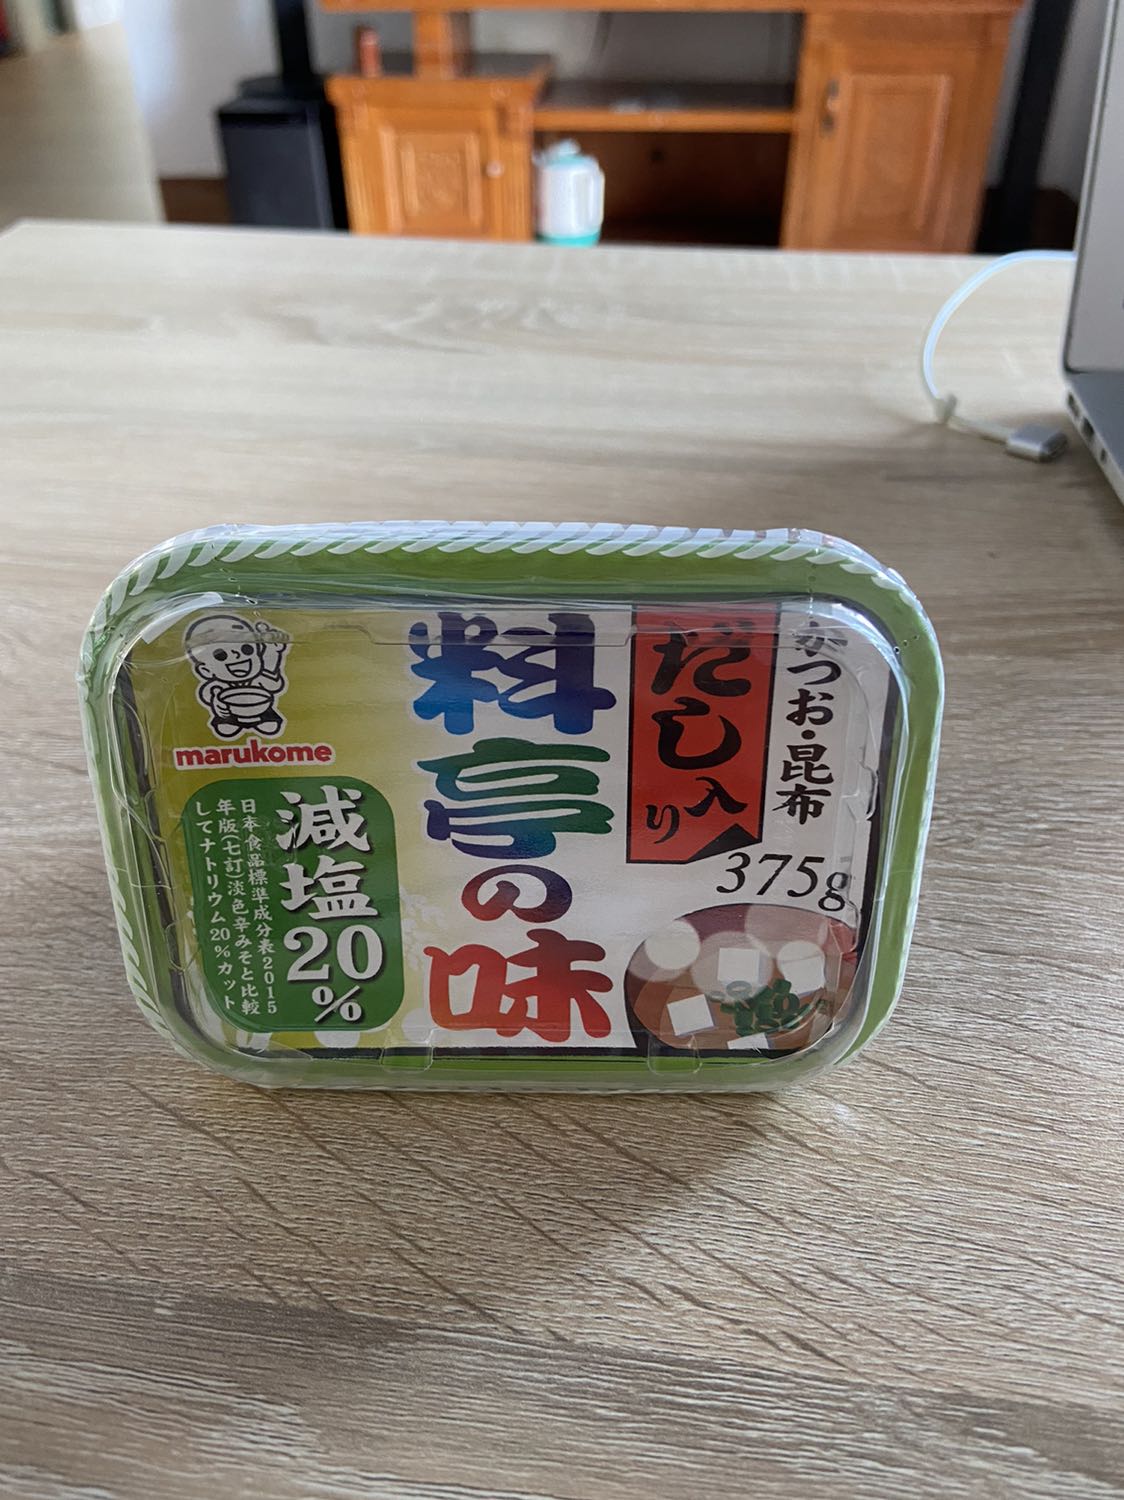 かつお・昆布
だし入り
375g
料亭の味
marukome
減塩20%
日本食品標準成分表2015
年版(七訂)淡色辛みそと比較
してナトリウム20%カット